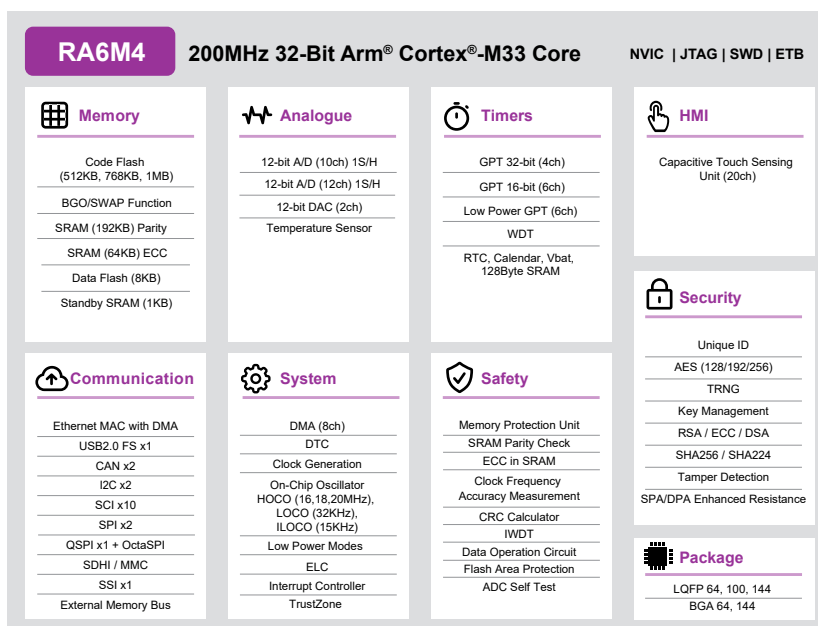 RA6M4
200MHz 32-Bit Arm® Cortex®-M33 Core
NVIC | JTAG | SWD | ETB
Memory
Code Flash
(512KB, 768KB, 1MB)
BGO/SWAP Function
SRAM (192KB) Parity
SRAM (64KB) ECC
Data Flash (8KB)
Standby SRAM (1KB)
Analogue
12-bit A/D (10ch) 1S/H
12-bit A/D (12ch) 1S/H
12-bit DAC (2ch)
Temperature Sensor
Timers
GPT 32-bit (4ch)
GPT 16-bit (6ch)
Low Power GPT (6ch)
WDT
RTC, Calendar, Vbat,
128Byte SRAM
HMI
Capacitive Touch Sensing
Unit (20ch)
Communication
Ethernet MAC with DMA
USB2.0 FS x1
CAN x2
I2C x2
SCI x10
SPI x2
QSPI x1 + OctaSPI
SDHI / MMC
SSI x1
External Memory Bus
System
DMA (8ch)
DTC
Clock Generation
On-Chip Oscillator
HOCO (16,18,20MHz),
LOCO (32KHz),
ILOCO (15KHz)
Low Power Modes
ELC
Interrupt Controller
TrustZone
Safety
Memory Protection Unit
SRAM Parity Check
ECC in SRAM
Clock Frequency
Accuracy Measurement
CRC Calculator
IWDT
Data Operation Circuit
Flash Area Protection
ADC Self Test
Security
Unique ID
AES (128/192/256)
TRNG
Key Management
RSA / ECC / DSA
SHA256 / SHA224
Tamper Detection
SPA/DPA Enhanced Resistance
Package
LQFP 64, 100, 144
BGA 64, 144